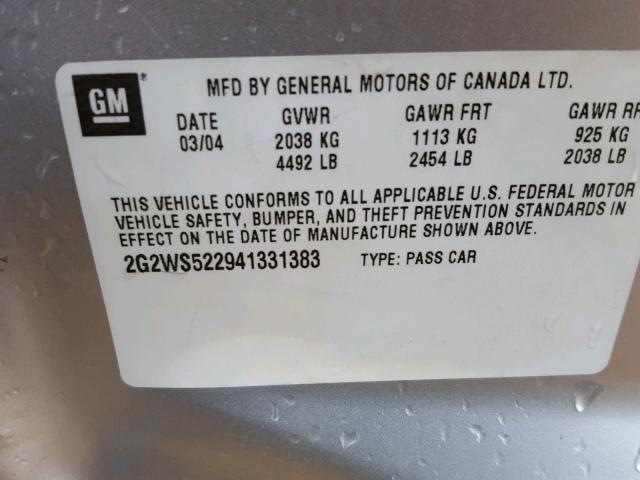 GM
MFD BY GENERAL MOTORS OF CANADA LTD.
DATE GVWR GAWR FRT GAWR RR
03/04 2038 KG 1113 KG 925 KG
4492 LB 2454 LB 2038 LB
THIS VEHICLE CONFORMS TO ALL APPLICABLE U.S. FEDERAL MOTOR
VEHICLE SAFETY, BUMPER, AND THEFT PREVENTION STANDARDS IN
EFFECT ON THE DATE OF MANUFACTURE SHOWN ABOVE.
2G2WS522941331383 TYPE: PASS CAR